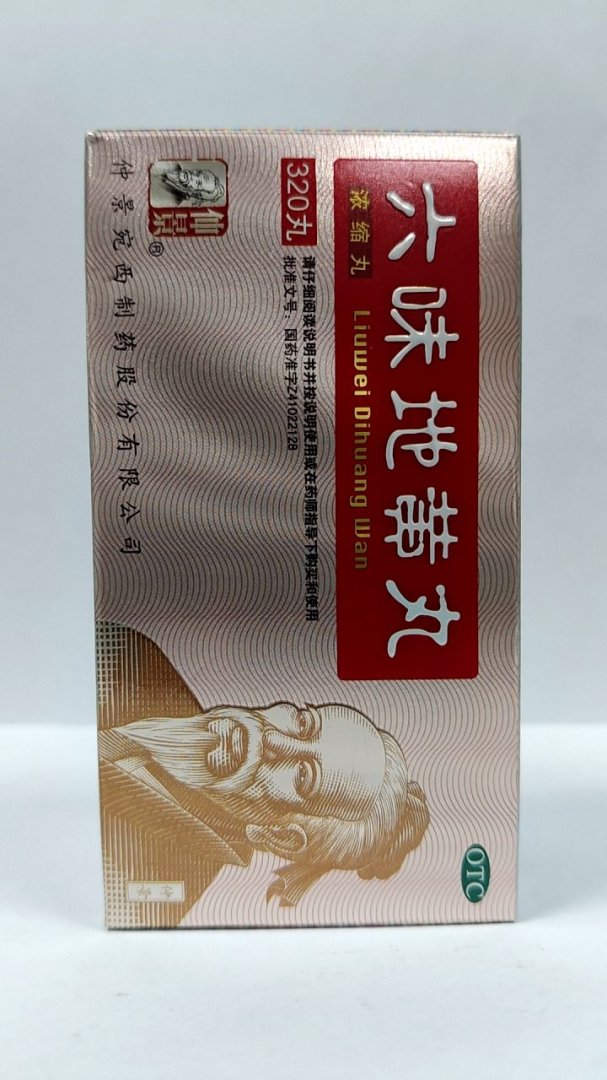 六味地黄丸
浓缩丸
Liuwei Dihuang Wan
320丸
请仔细阅读说明书并按说明使用或在药师指导下购买和使用
批准文号：国药准字Z41022128
仲景®
仲景宛西制药股份有限公司
仲景
OTC